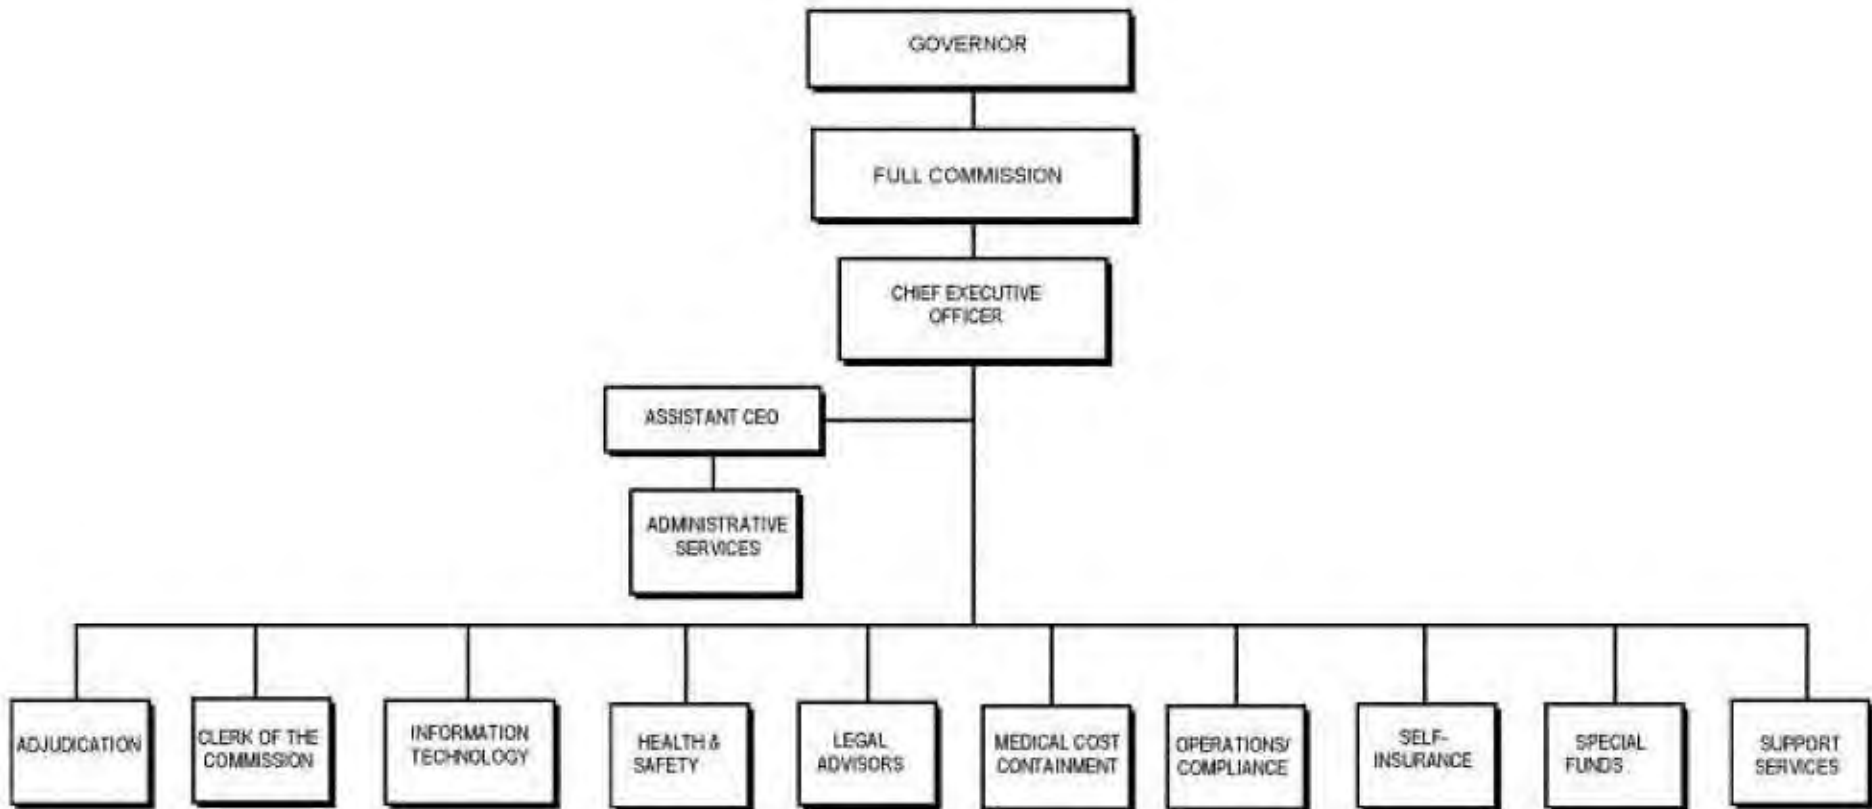 GOVERNOR
FULL COMMISSION
CHIEF EXECUTIVE
OFFICER
ASSISTANT CEO
ADMINISTRATIVE
SERVICES
ADJUDICATION
CLERK OF THE
COMMISSION
INFORMATION
TECHNOLOGY
HEALTH &
SAFETY
LEGAL
ADVISORS
MEDICAL COST
CONTAINMENT
OPERATIONS/
COMPLIANCE
SELF-
INSURANCE
SPECIAL
FUNDS
SUPPORT
SERVICES